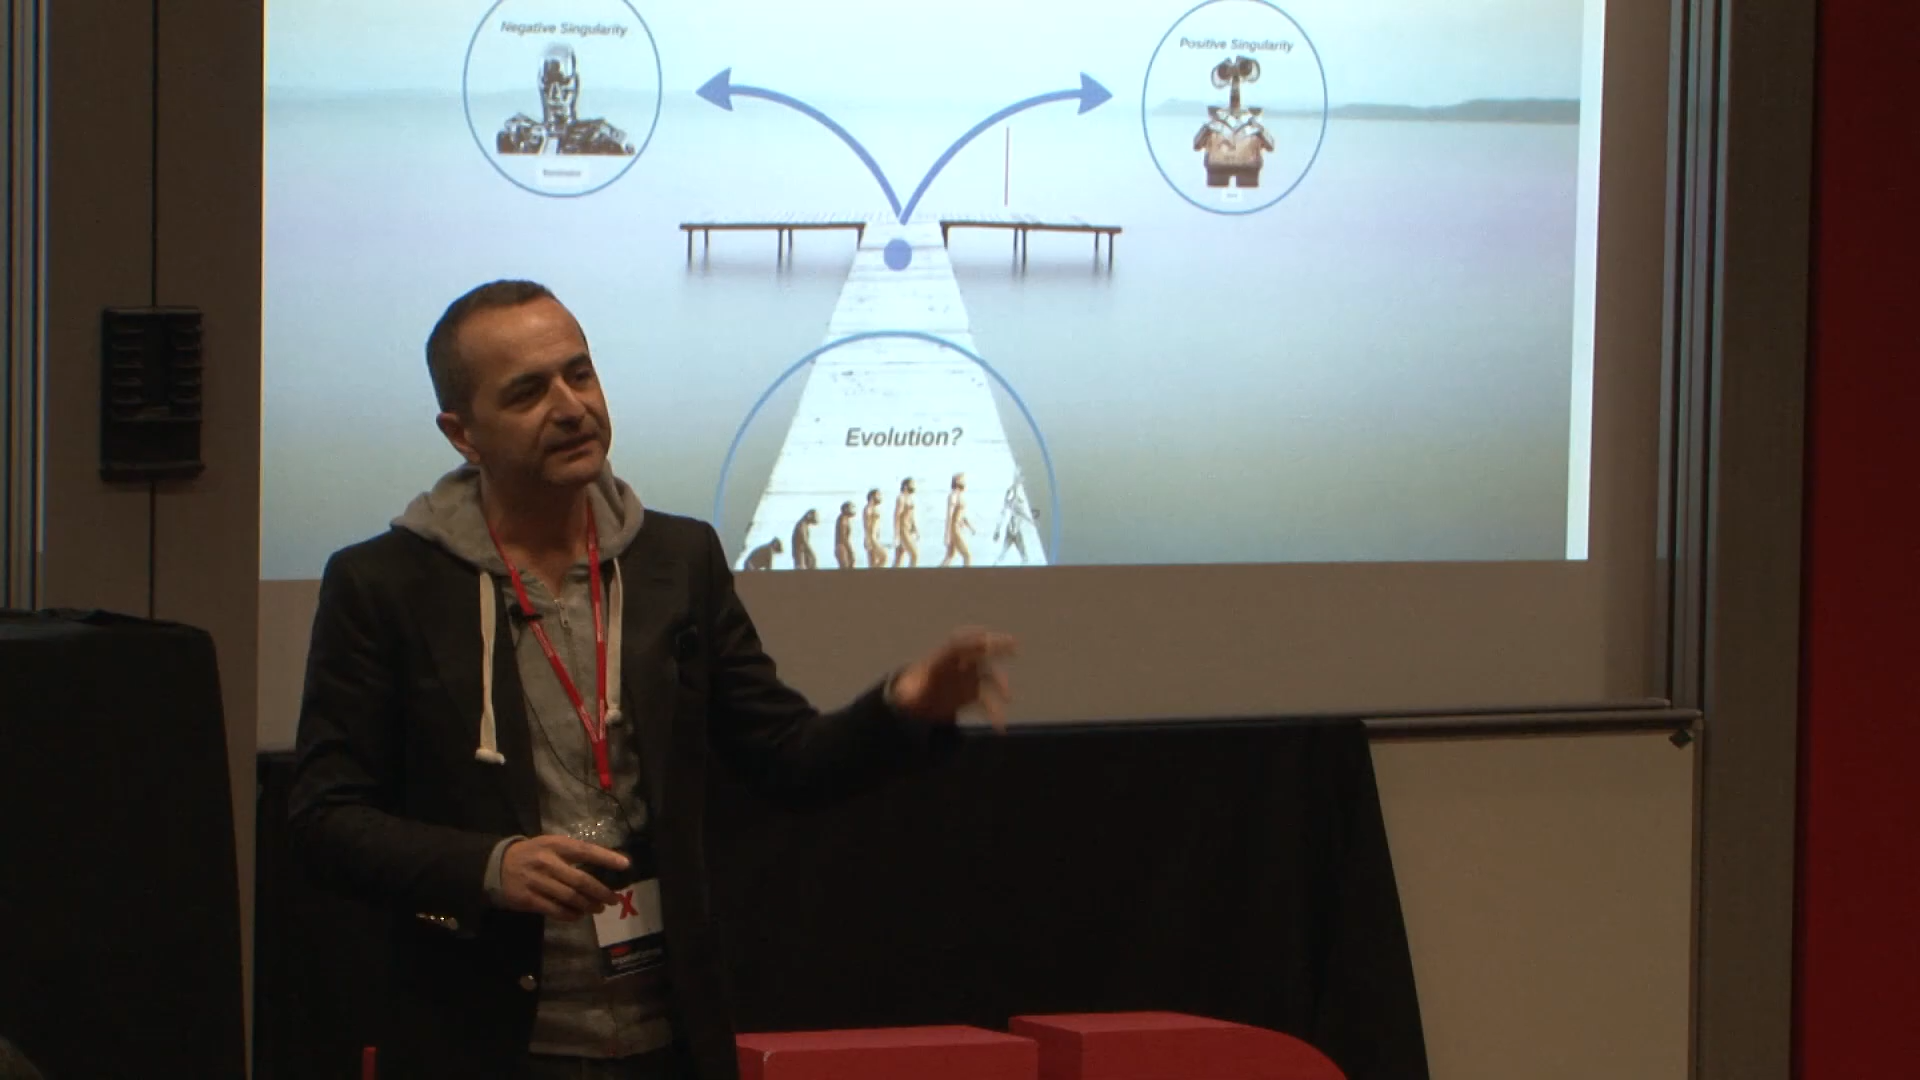 Negative Singularity
Positive Singularity
Evolution?
X